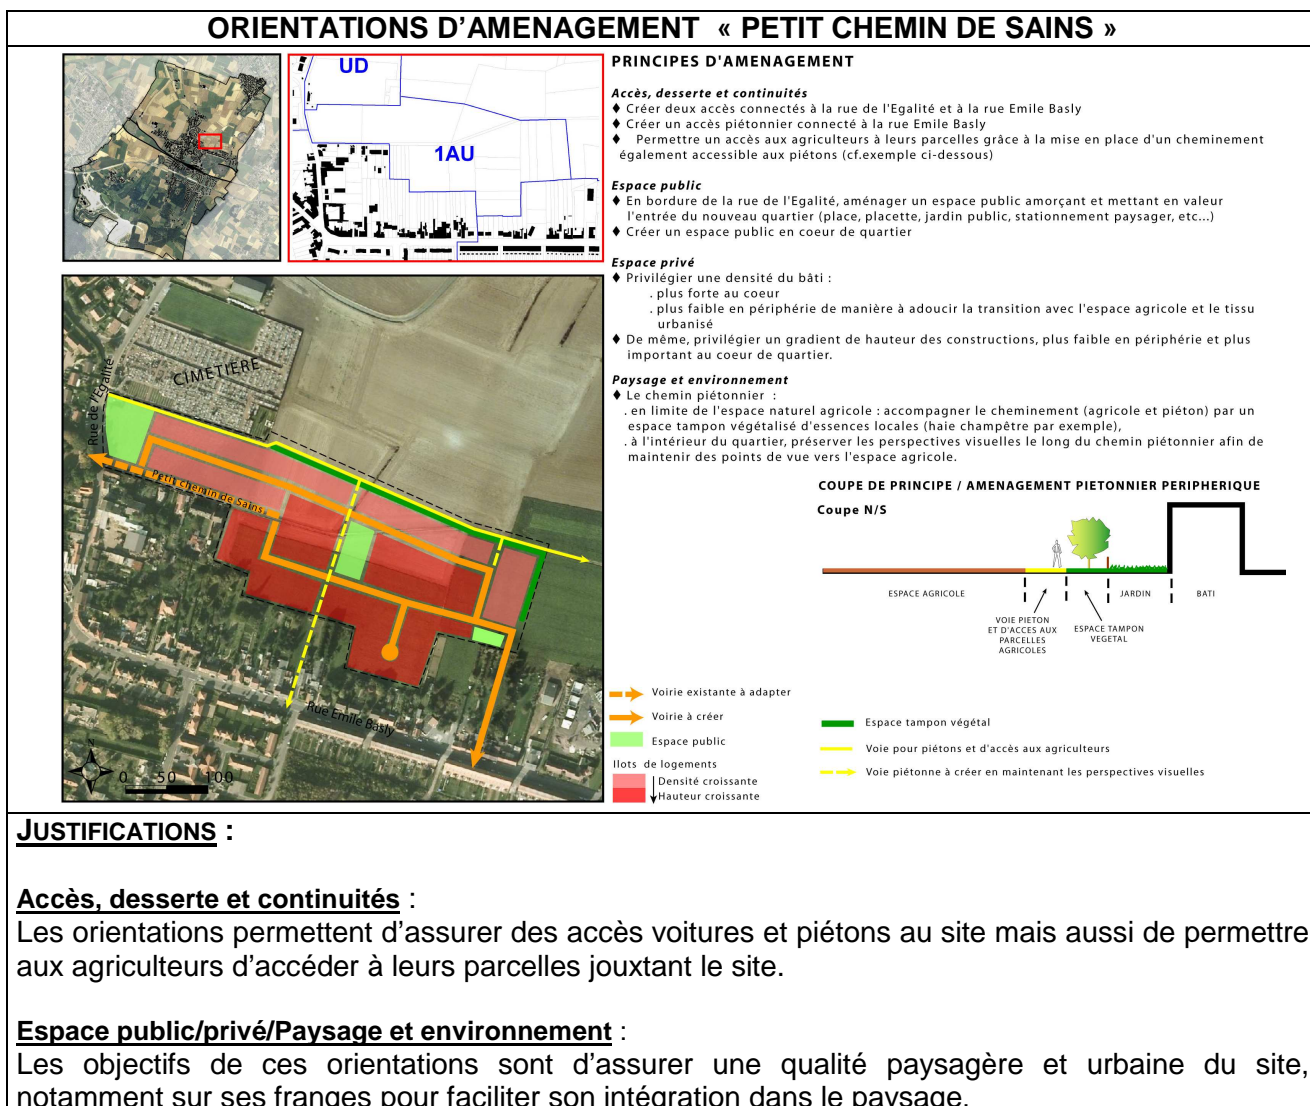 ORIENTATIONS D’AMENAGEMENT « PETIT CHEMIN DE SAINS »
UD
1AU
PRINCIPES D'AMENAGEMENT
Accès, desserte et continuités
♦ Créer deux accès connectés à la rue de l'Egalité et à la rue Emile Basly
♦ Créer un accès piétonnier connecté à la rue Emile Basly
♦ Permettre un accès aux agriculteurs à leurs parcelles grâce à la mise en place d'un cheminement
également accessible aux piétons (cf.exemple ci-dessous)
Espace public
♦ En bordure de la rue de l'Egalité, aménager un espace public amorçant et mettant en valeur
l'entrée du nouveau quartier (place, placette, jardin public, stationnement paysager, etc...)
♦ Créer un espace public en coeur de quartier
Espace privé
♦ Privilégier une densité du bâti :
. plus forte au coeur
. plus faible en périphérie de manière à adoucir la transition avec l'espace agricole et le tissu
urbanisé
♦ De même, privilégier un gradient de hauteur des constructions, plus faible en périphérie et plus
important au coeur de quartier.
Paysage et environnement
♦ Le chemin piétonnier :
. en limite de l'espace naturel agricole : accompagner le cheminement (agricole et piéton) par un
espace tampon végétalisé d'essences locales (haie champêtre par exemple),
. à l'intérieur du quartier, préserver les perspectives visuelles le long du chemin piétonnier afin de
maintenir des points de vue vers l'espace agricole.
CIMETIERE
Rue de l'Egalité
Petit chemin de Sains
Rue Emile Basly
N
0 50 100
COUPE DE PRINCIPE / AMENAGEMENT PIETONNIER PERIPHERIQUE
Coupe N/S
ESPACE AGRICOLE
VOIE PIETON
ET D'ACCES AUX
PARCELLES
AGRICOLES
ESPACE TAMPON
VEGETAL
JARDIN
BATI
Voirie existante à adapter
Voirie à créer
Espace public
Ilots de logements
Densité croissante
Hauteur croissante
Espace tampon végétal
Voie pour piétons et d'accès aux agriculteurs
Voie piétonne à créer en maintenant les perspectives visuelles
JUSTIFICATIONS :
Accès, desserte et continuités :
Les orientations permettent d’assurer des accès voitures et piétons au site mais aussi de permettre
aux agriculteurs d’accéder à leurs parcelles jouxtant le site.
Espace public/privé/Paysage et environnement :
Les objectifs de ces orientations sont d’assurer une qualité paysagère et urbaine du site,
notamment sur ses franges pour faciliter son intégration dans le paysage.